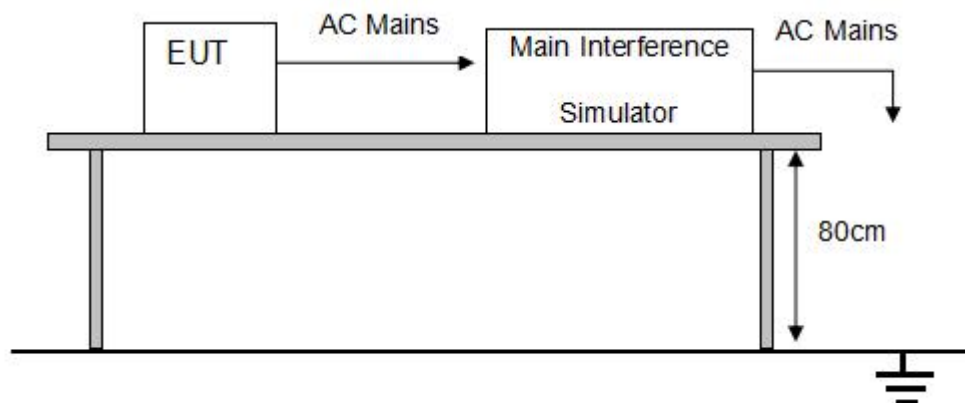 AC Mains
AC Mains
EUT
Main Interference
Simulator
80cm